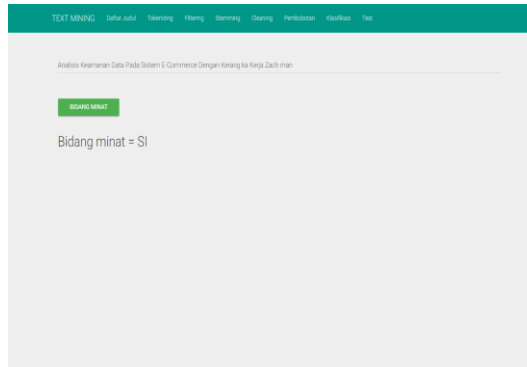 TEXT MINING Daftar Judul Tokenizing Filtering Stemming Cleaning Pembobotan Klasifikasi Test
Analisis Keamanan Data Pada Sistem E-Commerce Dengan Kerang ka Kerja Zach man
BIDANG MINAT
Bidang minat = SI